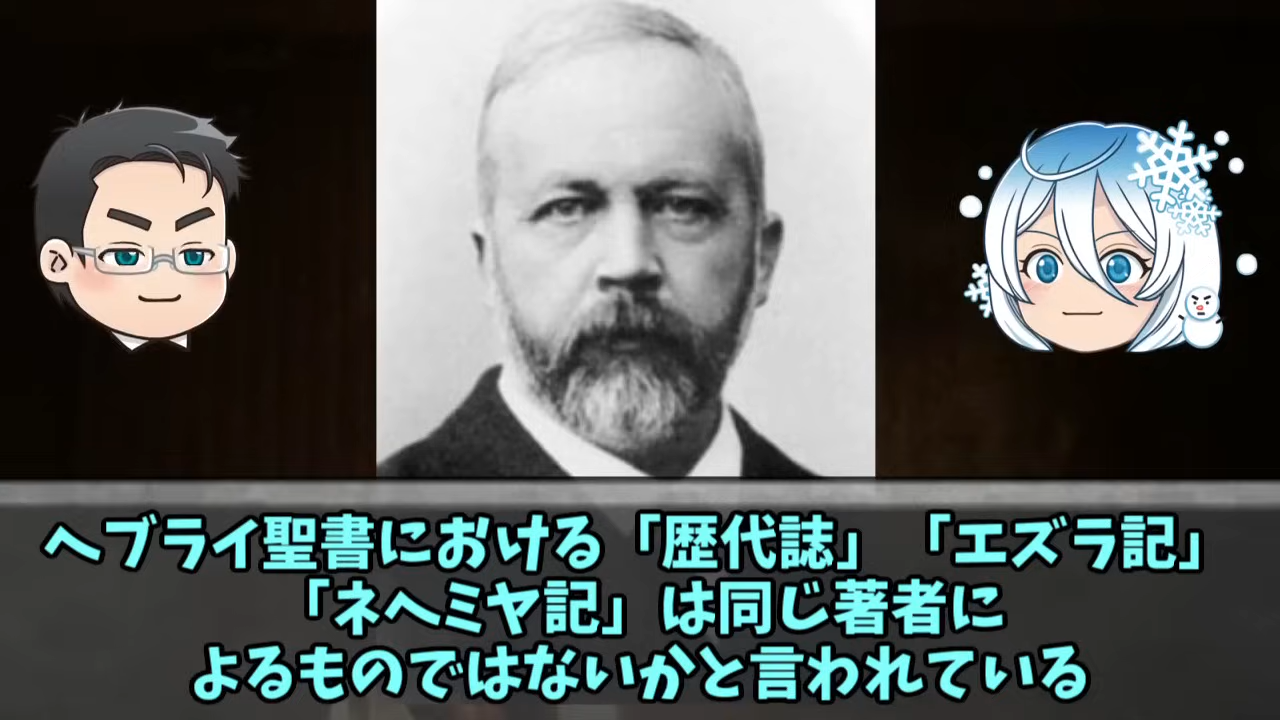 ヘブライ聖書における「歴代誌」「エズラ記」
「ネヘミヤ記」は同じ著者に
よるものではないかと言われている